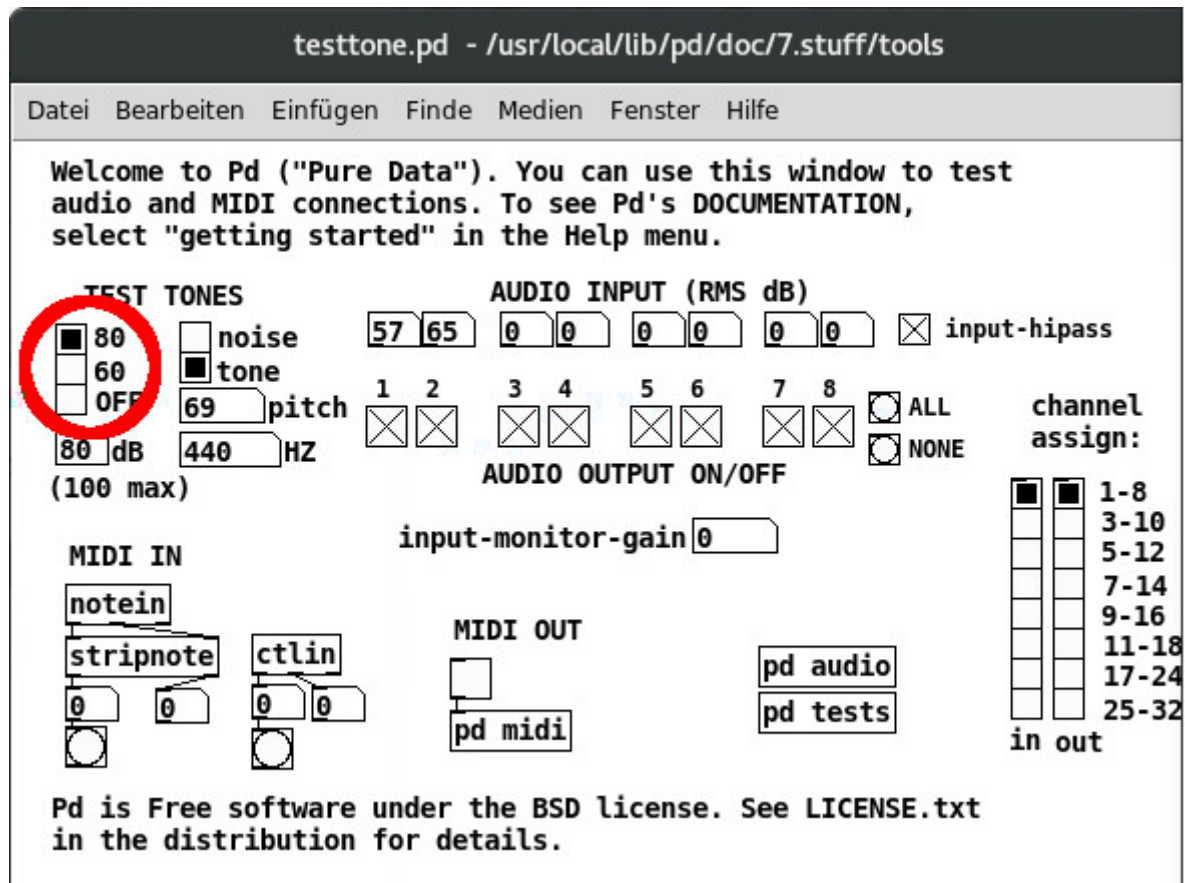 testtone.pd - /usr/local/lib/pd/doc/7.stuff/tools
Datei Bearbeiten Einfügen Finde Medien Fenster Hilfe
Welcome to Pd ("Pure Data"). You can use this window to test
audio and MIDI connections. To see Pd's DOCUMENTATION,
select "getting started" in the Help menu.
TEST TONES
80
60
OFF
80 dB
(100 max)
noise
tone
69 pitch
440 HZ
AUDIO INPUT (RMS dB)
57 65 0 0 0 0 0 0
input-hipass
1 2 3 4 5 6 7 8
ALL
NONE
AUDIO OUTPUT ON/OFF
input-monitor-gain 0
channel
assign:
1-8
3-10
5-12
7-14
9-16
11-18
17-24
25-32
in out
MIDI IN
notein
stripnote
0 0
ctlin
0 0
MIDI OUT
pd midi
pd audio
pd tests
Pd is Free software under the BSD license. See LICENSE.txt
in the distribution for details.